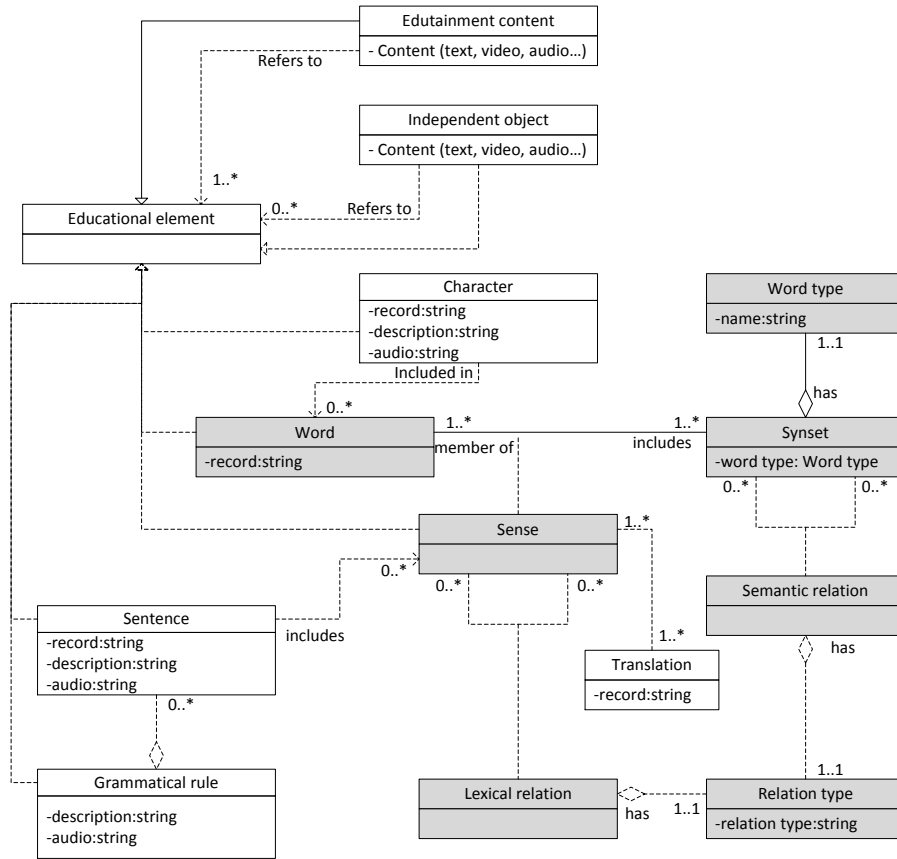 Edutainment content
- Content (text, video, audio...)
Refers to
1..*
Independent object
- Content (text, video, audio...)
0..*
Refers to
Educational element
Character
-record:string
-description:string
-audio:string
Included in
0..*
Word type
-name:string
1..1
has
Word
-record:string
1..*
member of
1..*
includes
Synset
-word type: Word type
0..*
0..*
Sense
1..*
0..*
0..*
0..*
Semantic relation
has
Sentence
-record:string
-description:string
-audio:string
includes
0..*
1..*
Translation
-record:string
1..1
Grammatical rule
-description:string
-audio:string
Lexical relation
has
1..1
Relation type
-relation type:string